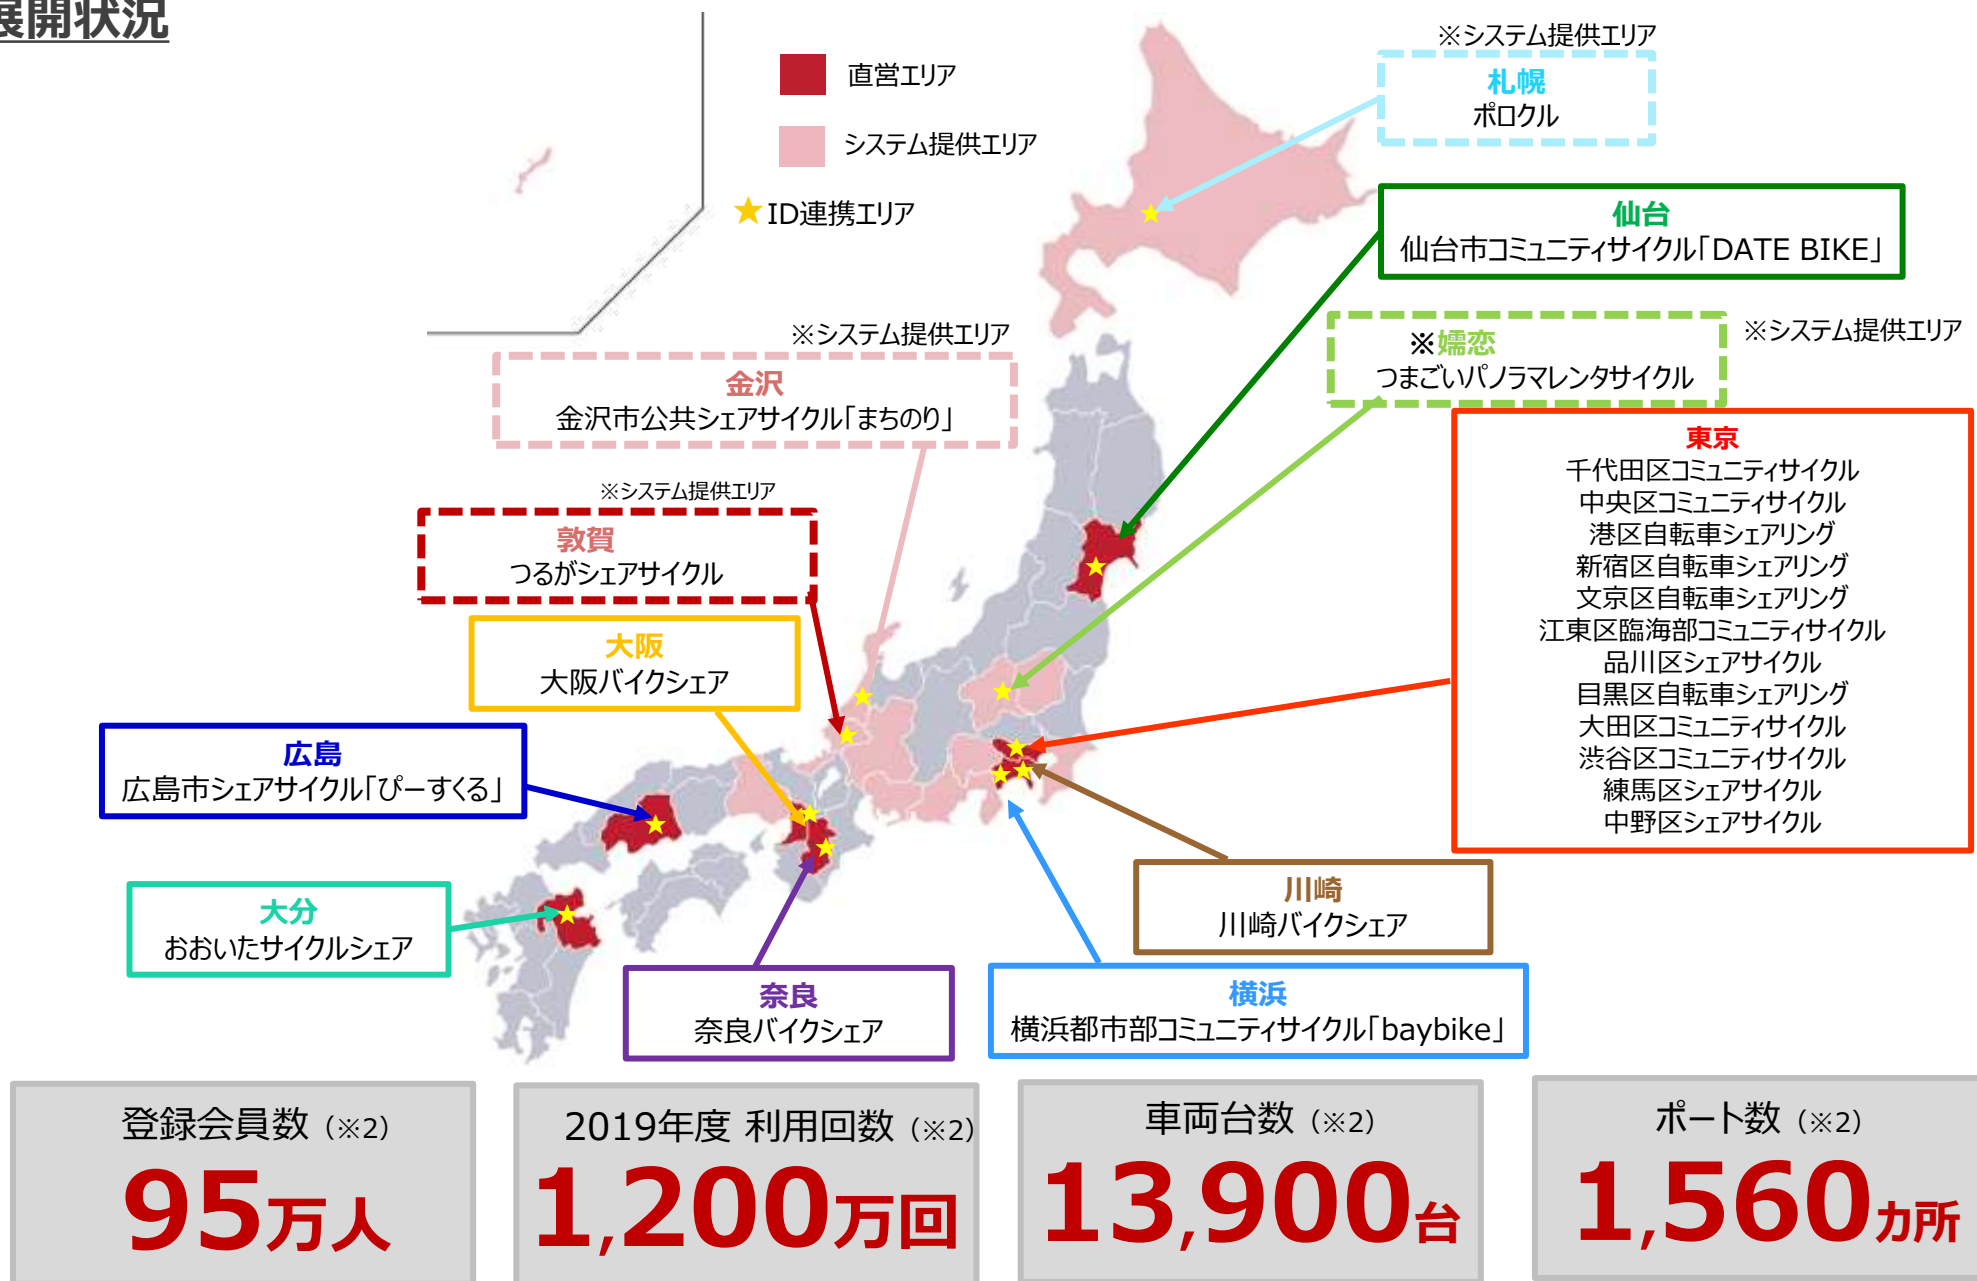 展開状況
直営エリア
システム提供エリア
★ID連携エリア
※システム提供エリア
札幌
ポロクル
仙台
仙台市コミュニティサイクル「DATE BIKE」
※システム提供エリア
※嬬恋
つまごいパノラマレンタサイクル
※システム提供エリア
金沢
金沢市公共シェアサイクル「まちのり」
※システム提供エリア
敦賀
つるがシェアサイクル
東京
千代田区コミュニティサイクル
中央区コミュニティサイクル
港区自転車シェアリング
新宿区自転車シェアリング
文京区自転車シェアリング
江東区臨海部コミュニティサイクル
品川区シェアサイクル
目黒区自転車シェアリング
大田区コミュニティサイクル
渋谷区コミュニティサイクル
練馬区シェアサイクル
中野区シェアサイクル
大阪
大阪バイクシェア
広島
広島市シェアサイクル「ぴーすくる」
大分
おおいたサイクルシェア
奈良
奈良バイクシェア
川崎
川崎バイクシェア
横浜
横浜都市部コミュニティサイクル「baybike」
登録会員数（※2）
95万人
2019年度 利用回数（※2）
1,200万回
車両台数（※2）
13,900台
ポート数（※2）
1,560カ所